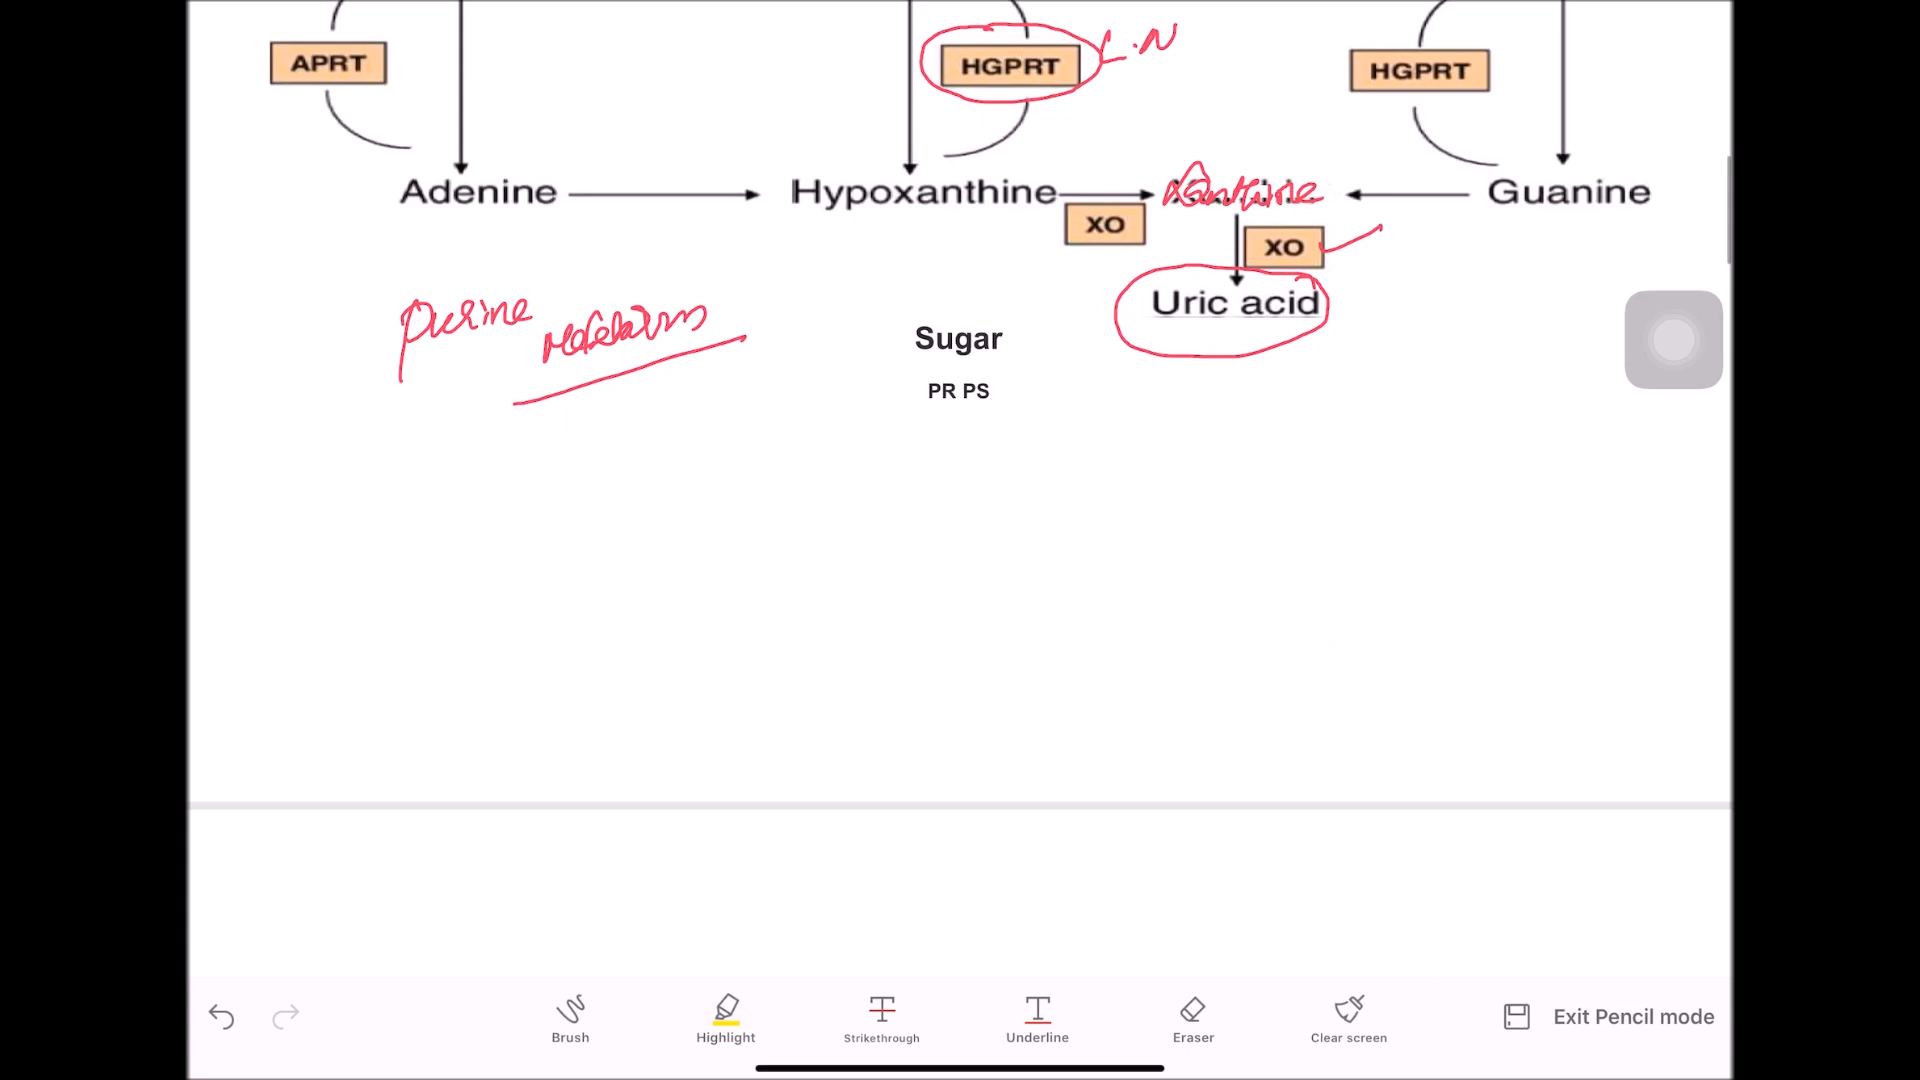 APRT
HGPRT
L.N
HGPRT
Adenine
Hypoxanthine
Xanthine
Guanine
XO
XO
Uric acid
Purine
Sugar
PR PS
Brush
Highlight
Strikethrough
Underline
Eraser
Clear screen
Exit Pencil mode